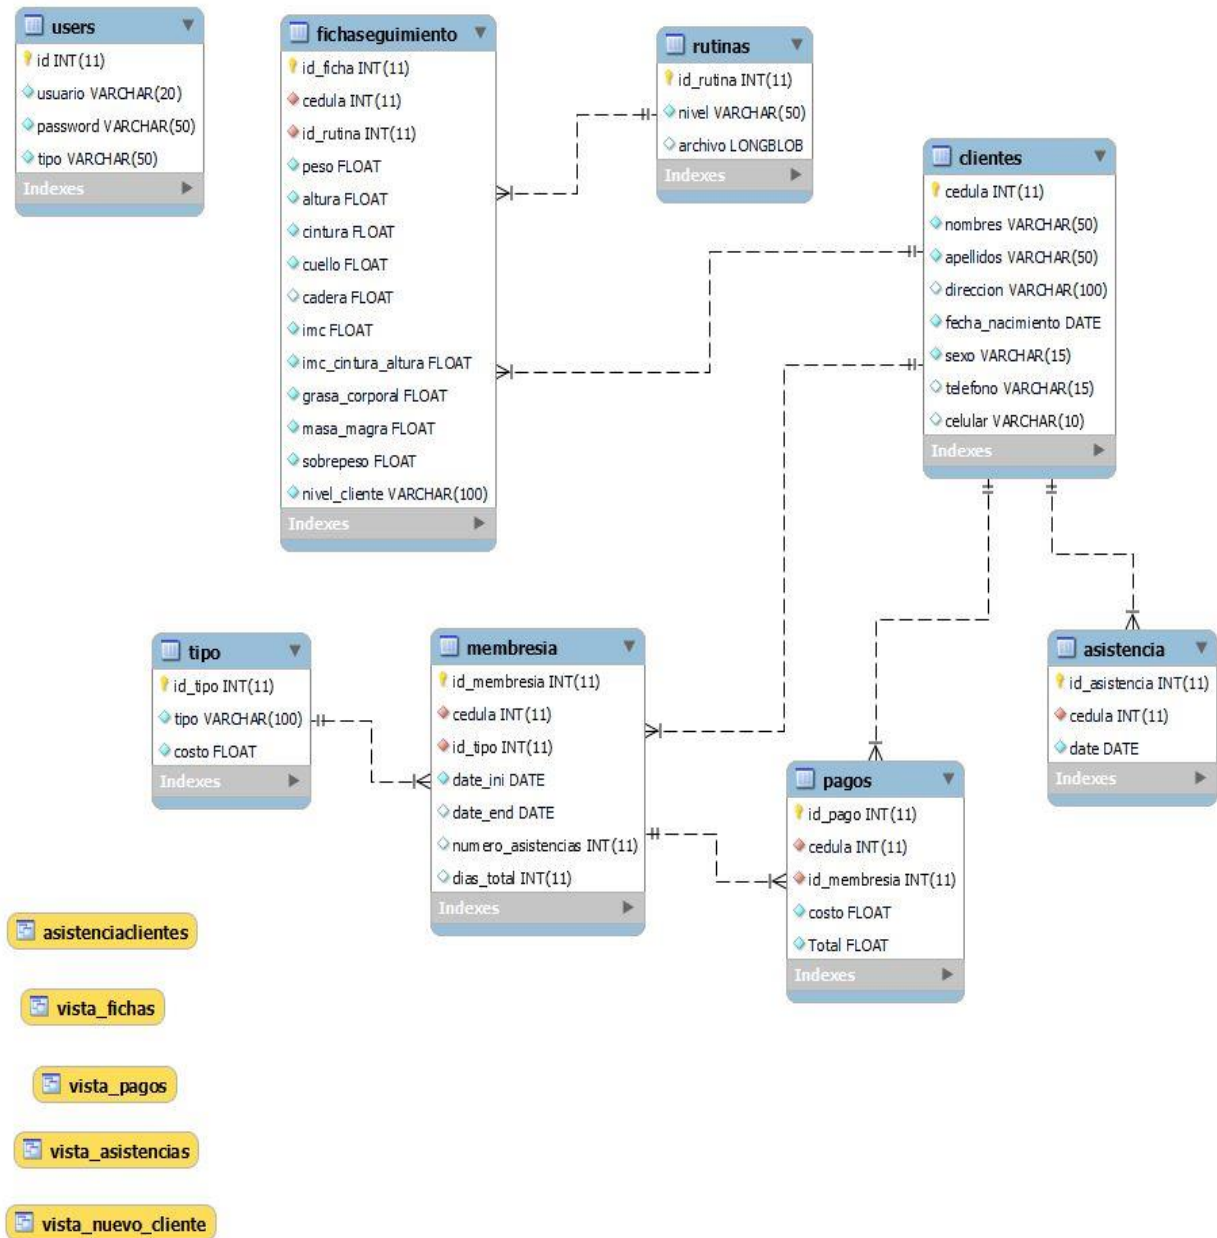 users
id INT(11)
usuario VARCHAR(20)
password VARCHAR(50)
tipo VARCHAR(50)
Indexes
fichaseguimiento
id_ficha INT(11)
cedula INT(11)
id_rutina INT(11)
peso FLOAT
altura FLOAT
cintura FLOAT
cuello FLOAT
cadera FLOAT
imc FLOAT
imc_cintura_altura FLOAT
grasa_corporal FLOAT
masa_magra FLOAT
sobrepeso FLOAT
nivel_cliente VARCHAR(100)
Indexes
rutinas
id_rutina INT(11)
nivel VARCHAR(50)
archivo LONGBLOB
Indexes
clientes
cedula INT(11)
nombres VARCHAR(50)
apellidos VARCHAR(50)
direccion VARCHAR(100)
fecha_nacimiento DATE
sexo VARCHAR(15)
telefono VARCHAR(15)
celular VARCHAR(10)
Indexes
tipo
id_tipo INT(11)
tipo VARCHAR(100)
costo FLOAT
Indexes
membresia
id_membresia INT(11)
cedula INT(11)
id_tipo INT(11)
date_ini DATE
date_end DATE
numero_asistencias INT(11)
dias_total INT(11)
Indexes
pagos
id_pago INT(11)
cedula INT(11)
id_membresia INT(11)
costo FLOAT
Total FLOAT
Indexes
asistencia
id_asistencia INT(11)
cedula INT(11)
date DATE
Indexes
asistenciaclientes
vista_fichas
vista_pagos
vista_asistencias
vista_nuevo_cliente